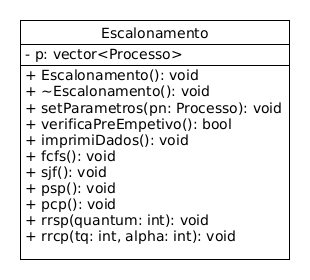 Escalonamento
- p: vector<Processo>
+ Escalonamento(): void
+ ~Escalonamento(): void
+ setParametros(pn: Processo): void
+ verificaPreEmpetivo(): bool
+ imprimiDados(): void
+ fcfs(): void
+ sjf(): void
+ psp(): void
+ pcp(): void
+ rrsp(quantum: int): void
+ rrcp(tq: int, alpha: int): void